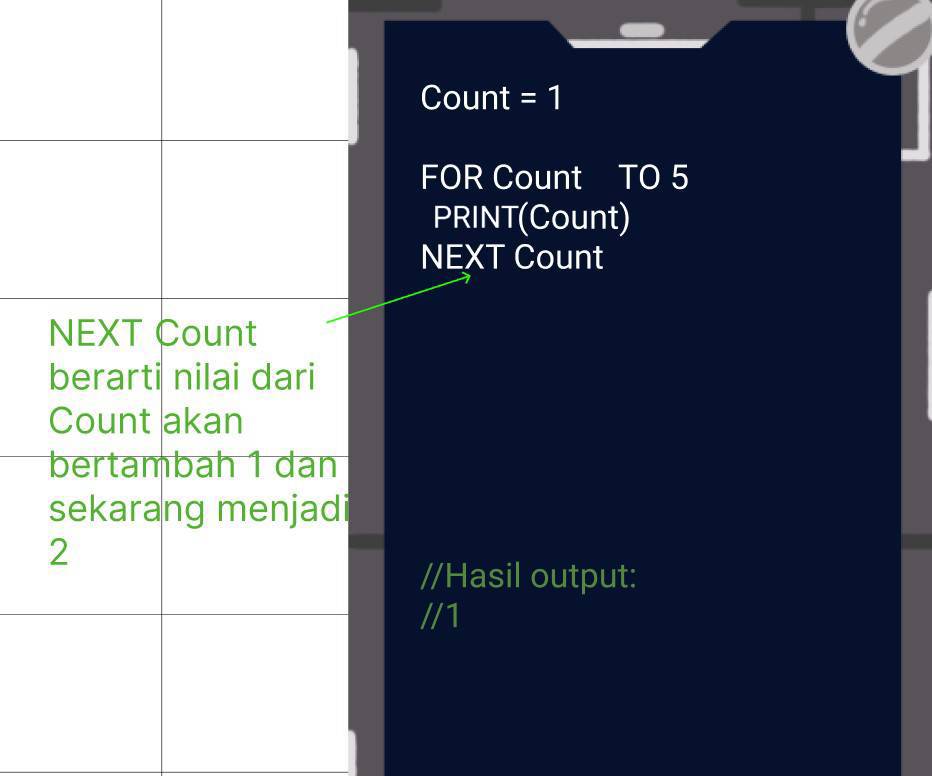 Count = 1
FOR Count TO 5
PRINT(Count)
NEXT Count
NEXT Count
berarti nilai dari
Count akan
bertambah 1 dan
sekarang menjadi
2
//Hasil output:
//1